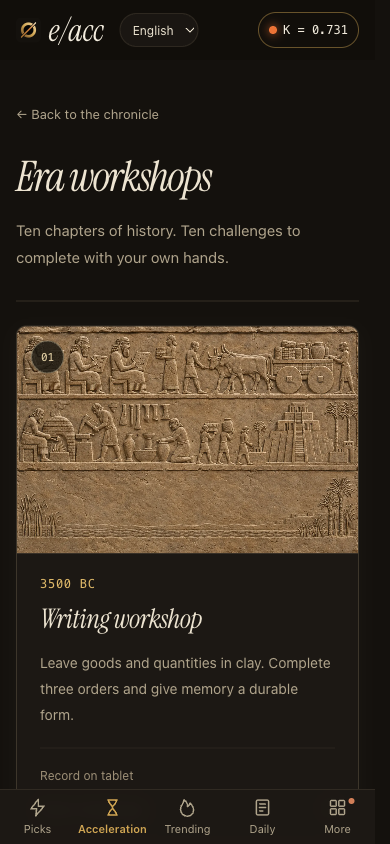 e/acc
English
K = 0.731
← Back to the chronicle
Era workshops
Ten chapters of history. Ten challenges to
complete with your own hands.
01
3500 BC
Writing workshop
Leave goods and quantities in clay. Complete
three orders and give memory a durable
form.
Record on tablet
Picks
Acceleration
Trending
Daily
More